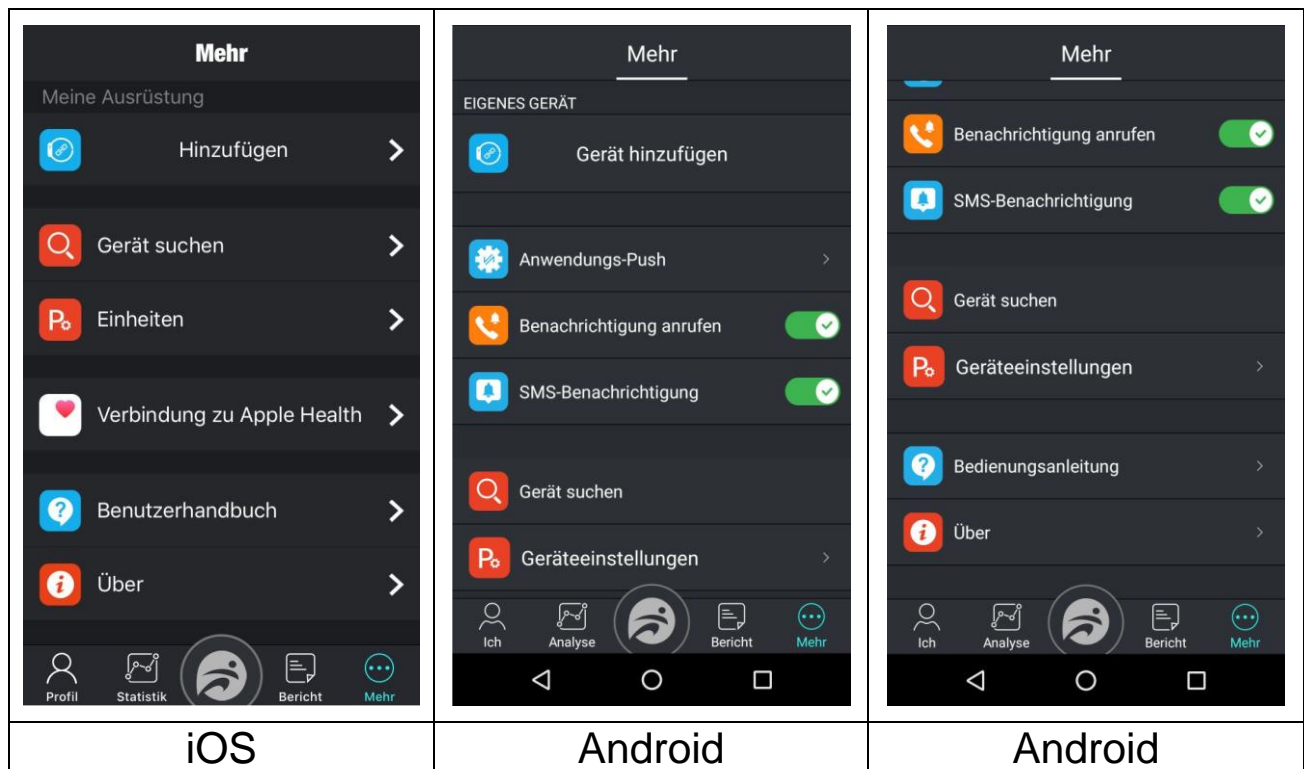 Mehr
Meine Ausrüstung
Hinzufügen
Gerät suchen
Einheiten
Verbindung zu Apple Health
Benutzerhandbuch
Über
Profil
Statistik
Bericht
Mehr
iOS
Mehr
EIGENES GERÄT
Gerät hinzufügen
Anwendungs-Push
Benachrichtigung anrufen
SMS-Benachrichtigung
Gerät suchen
Geräteeinstellungen
Ich
Analyse
Bericht
Mehr
Android
Mehr
Benachrichtigung anrufen
SMS-Benachrichtigung
Gerät suchen
Geräteeinstellungen
Bedienungsanleitung
Über
Ich
Analyse
Bericht
Mehr
Android